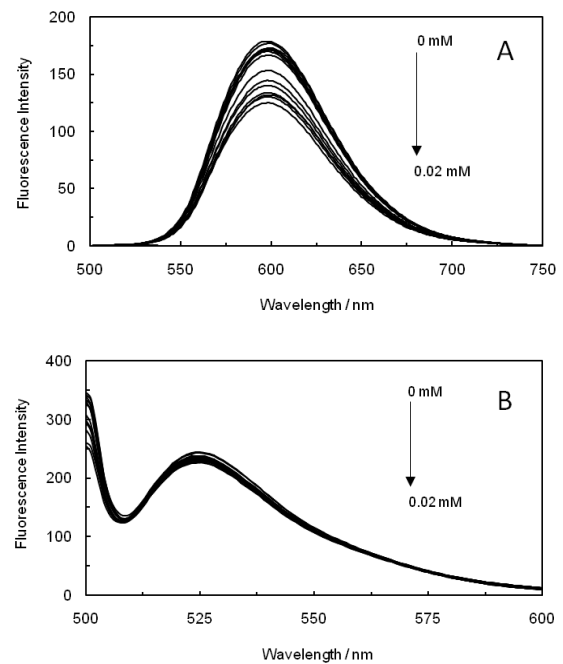 200
0 mM
A
150
Fluorescence Intensity
100
0.02 mM
50
0
500 550 600 650 700 750
Wavelength / nm
400
0 mM
B
300
Fluorescence Intensity
200
0.02 mM
100
0
500 525 550 575 600
Wavelength / nm